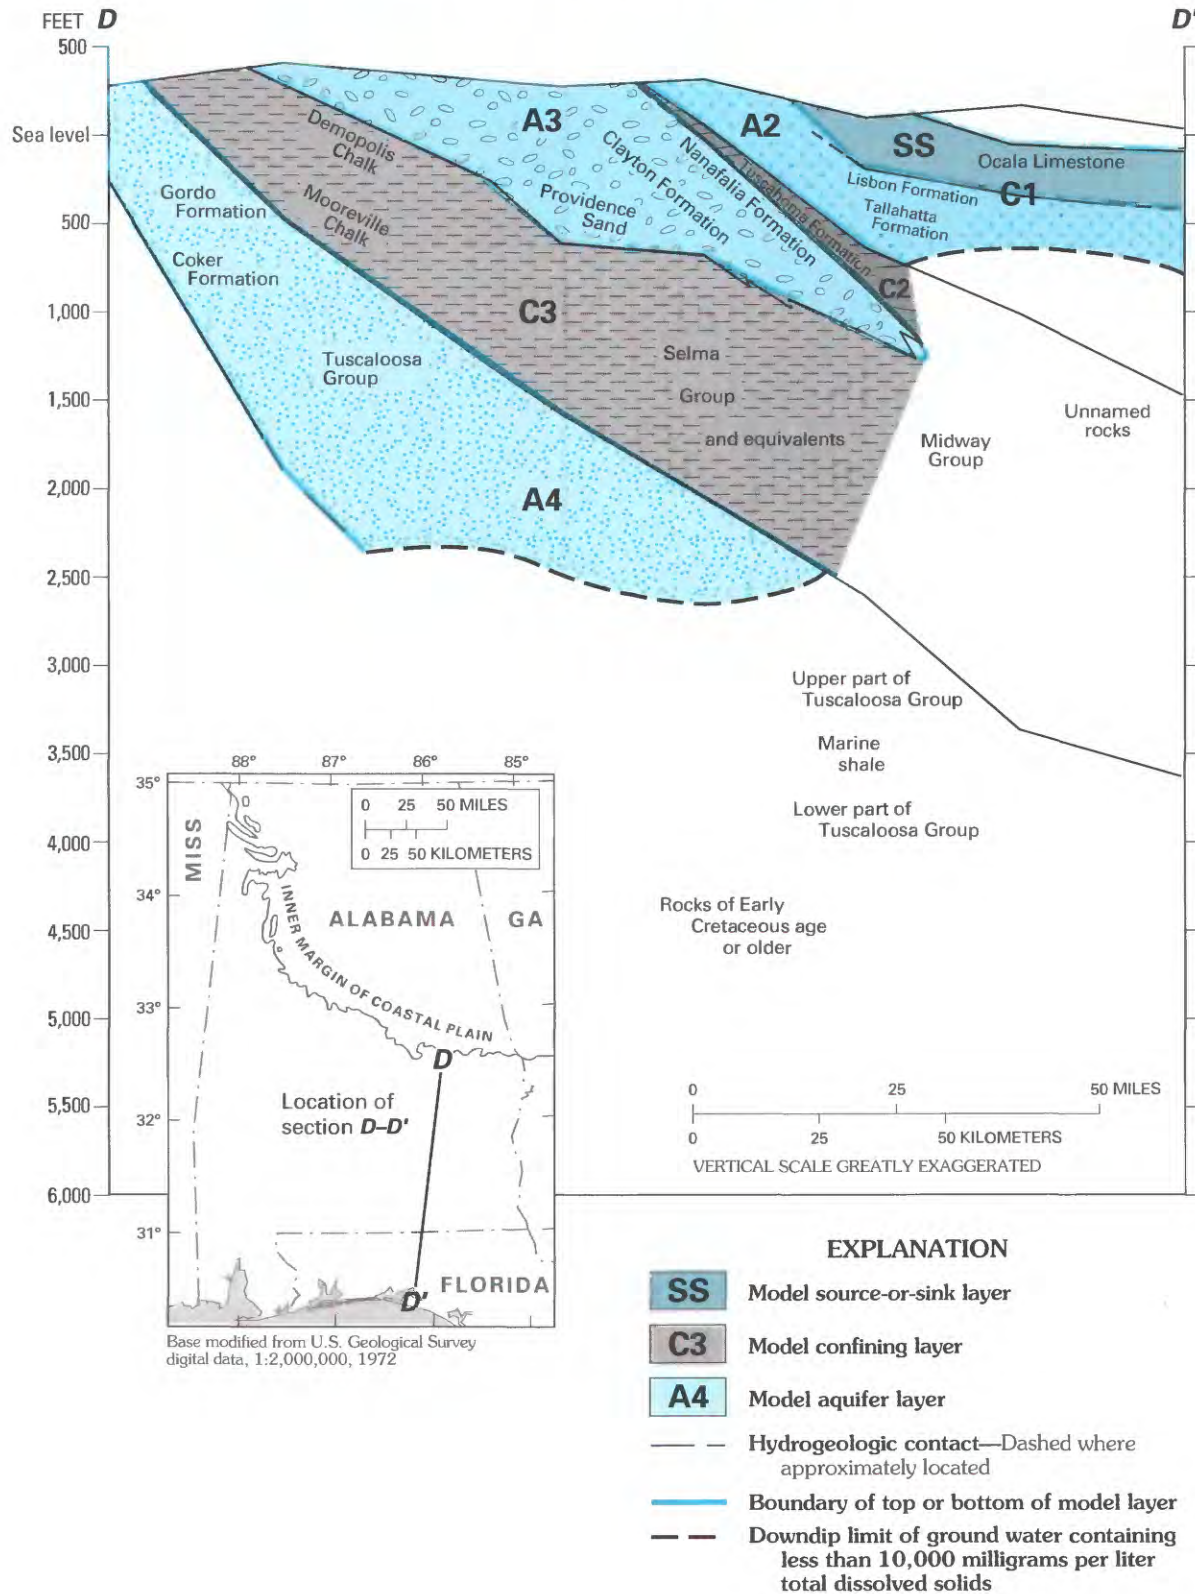 FEET D
D'
500
Sea level
500
1,000
1,500
2,000
2,500
3,000
3,500
4,000
4,500
5,000
5,500
6,000
A3
A2
SS
Ocala Limestone
C1
Lisbon Formation
Tallahatta
Formation
Demopolis
Chalk
Mooreville
Chalk
Gordo
Formation
Coker
Formation
Providence
Sand
Clayton Formation
Nanafalia Formation
Tuscahoma Formation
C2
C3
Tuscaloosa
Group
Selma
Group
and equivalents
A4
Midway
Group
Unnamed
rocks
Upper part of
Tuscaloosa Group
Marine
shale
Lower part of
Tuscaloosa Group
Rocks of Early
Cretaceous age
or older
88° 87° 86° 85°
35°
34°
33°
32°
31°
0 25 50 MILES
0 25 50 KILOMETERS
MISS
ALABAMA
GA
INNER MARGIN OF COASTAL PLAIN
D
Location of
section D–D'
FLORIDA
D'
Base modified from U.S. Geological Survey
digital data, 1:2,000,000, 1972
0 25 50 MILES
0 25 50 KILOMETERS
VERTICAL SCALE GREATLY EXAGGERATED
EXPLANATION
SS Model source-or-sink layer
C3 Model confining layer
A4 Model aquifer layer
Hydrogeologic contact—Dashed where
approximately located
Boundary of top or bottom of model layer
Downdip limit of ground water containing
less than 10,000 milligrams per liter
total dissolved solids